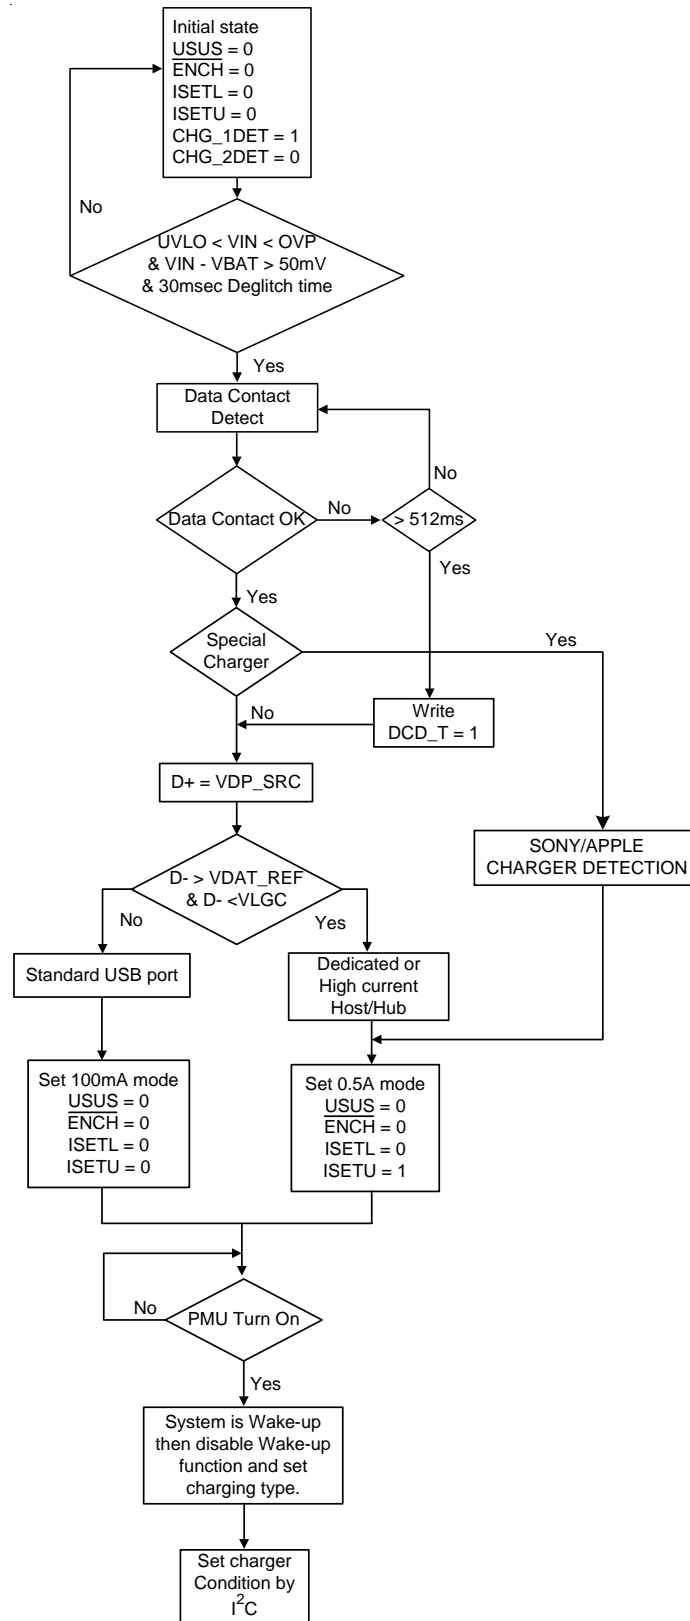 Initial state
USUS = 0
ENCH = 0
ISETL = 0
ISETU = 0
CHG_1DET = 1
CHG_2DET = 0
No
UVLO < VIN < OVP
& VIN - VBAT > 50mV
& 30msec Deglitch time
Yes
Data Contact
Detect
No
Data Contact OK
No
> 512ms
Yes
Yes
Special
Charger
Yes
No
Write
DCD_T = 1
D+ = VDP_SRC
SONY/APPLE
CHARGER DETECTION
D- > VDAT_REF
& D- <VLGC
No
Yes
Standard USB port
Dedicated or
High current
Host/Hub
Set 100mA mode
USUS = 0
ENCH = 0
ISETL = 0
ISETU = 0
Set 0.5A mode
USUS = 0
ENCH = 0
ISETL = 0
ISETU = 1
No
PMU Turn On
Yes
System is Wake-up
then disable Wake-up
function and set
charging type.
Set charger
Condition by
I²C